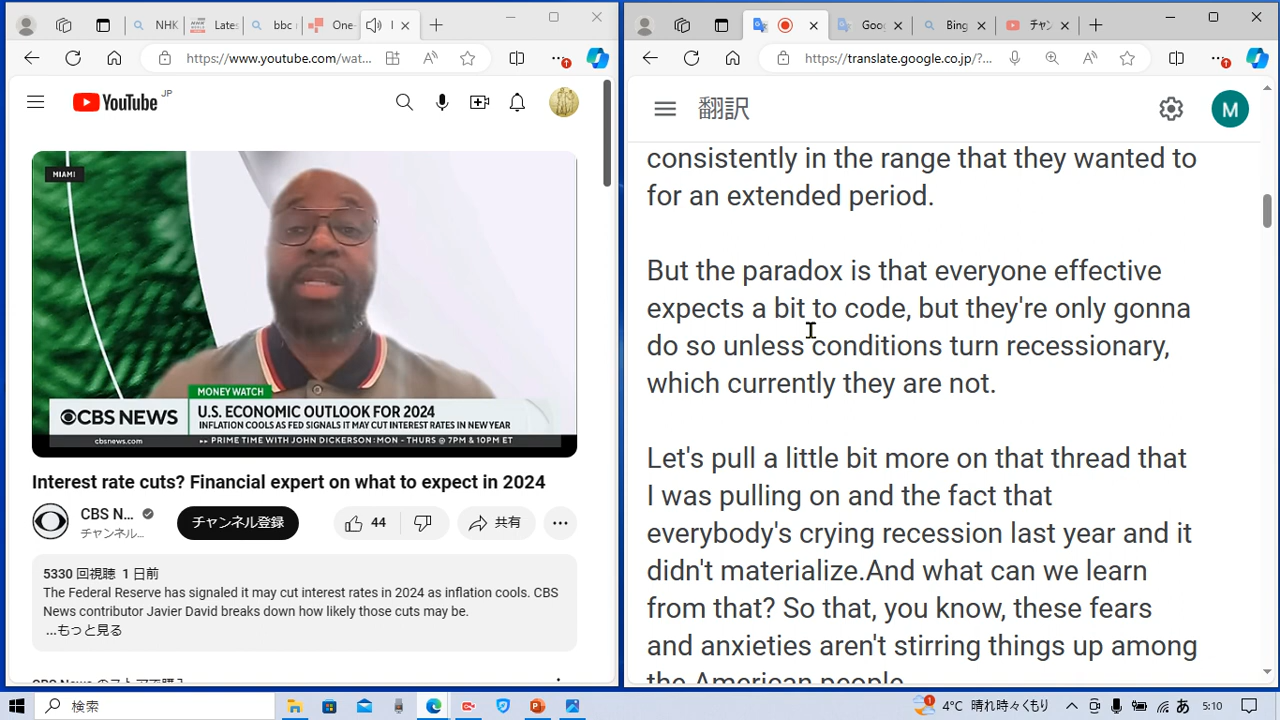 NHK
Lates
bbc
One-
https://www.youtube.com/wat...
YouTube JP
MIAMI
MONEY WATCH
CBS NEWS
U.S. ECONOMIC OUTLOOK FOR 2024
INFLATION COOLS AS FED SIGNALS IT MAY CUT INTEREST RATES IN NEW YEAR
cbsnews.com
PRIME TIME WITH JOHN DICKERSON: MON - THURS @ 7PM & 10PM ET
Interest rate cuts? Financial expert on what to expect in 2024
CBS N...
チャンネル...
チャンネル登録
44
共有
5330 回視聴 1 日前
The Federal Reserve has signaled it may cut interest rates in 2024 as inflation cools. CBS
News contributor Javier David breaks down how likely those cuts may be.
...もっと見る
Goo
Bing
チャン
https://translate.google.co.jp/?...
翻訳
M
consistently in the range that they wanted to
for an extended period.
But the paradox is that everyone effective
expects a bit to code, but they're only gonna
do so unless conditions turn recessionary,
which currently they are not.
Let's pull a little bit more on that thread that
I was pulling on and the fact that
everybody's crying recession last year and it
didn't materialize.And what can we learn
from that? So that, you know, these fears
and anxieties aren't stirring things up among
the American people
検索
4°C 晴れ時々くもり
あ
5:10